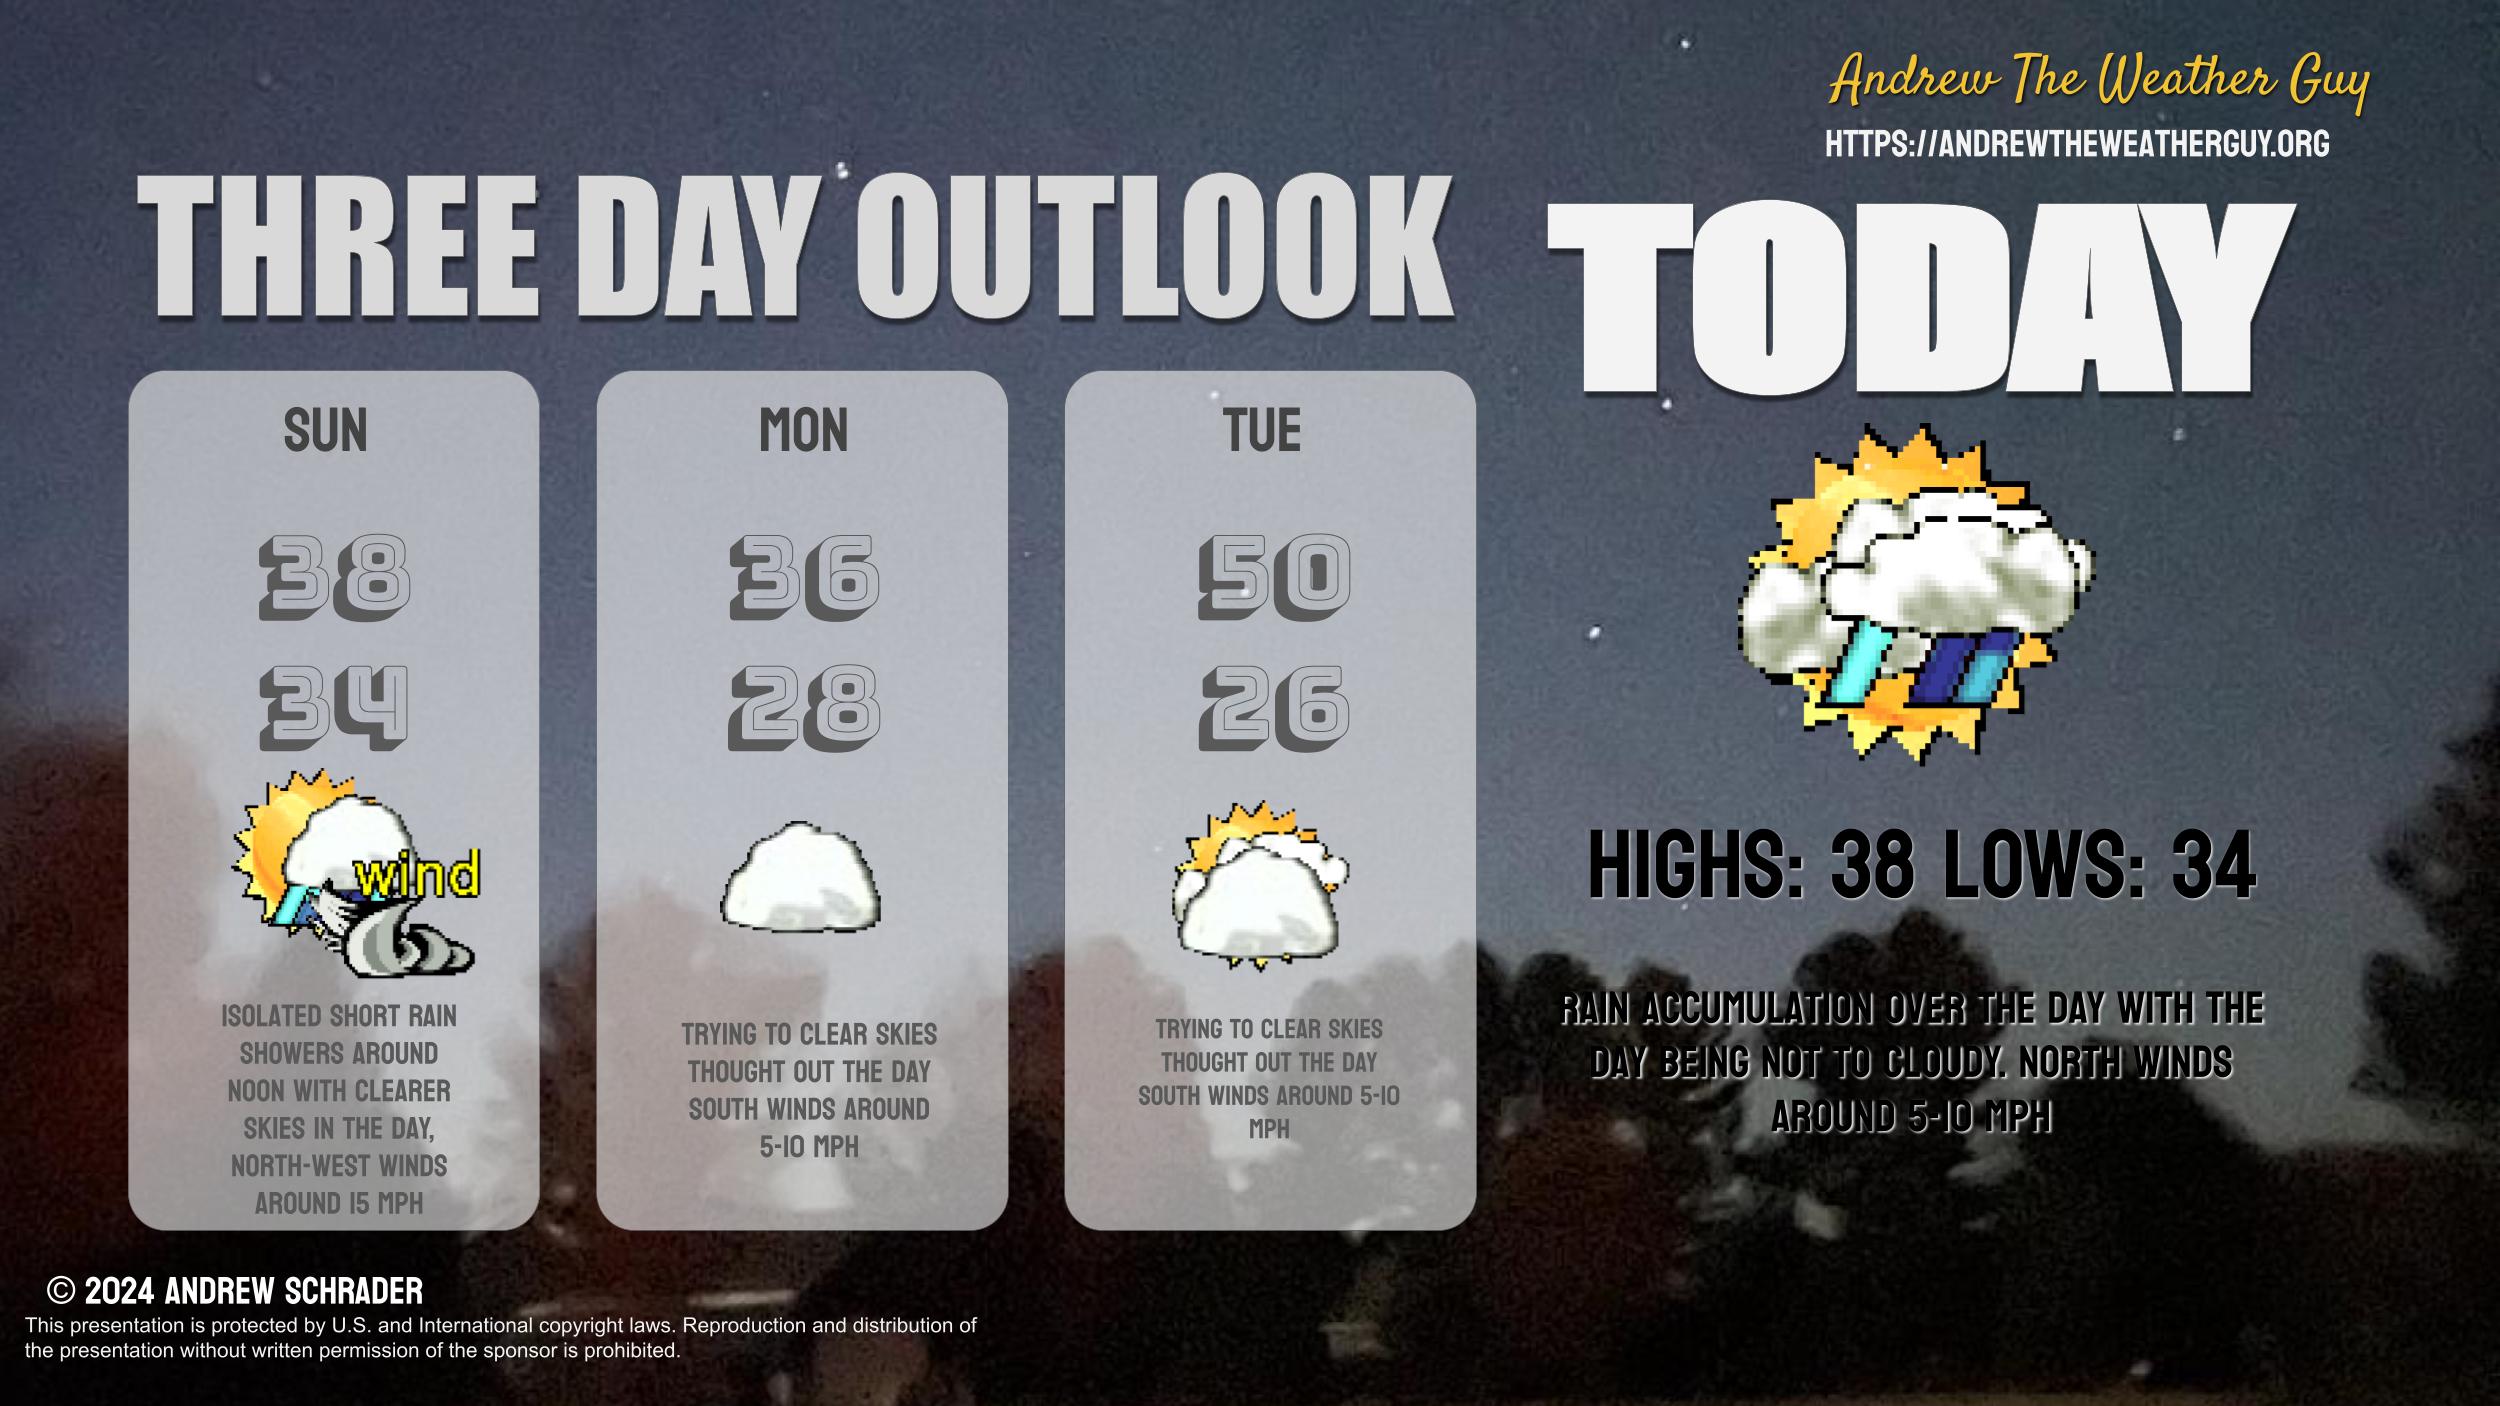 Andrew The Weather Guy
HTTPS://ANDREWTHEWEATHERGUY.ORG
THREE DAY OUTLOOK
SUN
38
34
wind
ISOLATED SHORT RAIN
SHOWERS AROUND
NOON WITH CLEARER
SKIES IN THE DAY,
NORTH-WEST WINDS
AROUND 15 MPH
MON
36
28
TRYING TO CLEAR SKIES
THOUGHT OUT THE DAY
SOUTH WINDS AROUND
5-10 MPH
TUE
50
26
TRYING TO CLEAR SKIES
THOUGHT OUT THE DAY
SOUTH WINDS AROUND 5-10
MPH
TODAY
HIGHS: 38 LOWS: 34
RAIN ACCUMULATION OVER THE DAY WITH THE
DAY BEING NOT TO CLOUDY. NORTH WINDS
AROUND 5-10 MPH
© 2024 ANDREW SCHRADER
This presentation is protected by U.S. and International copyright laws. Reproduction and distribution of
the presentation without written permission of the sponsor is prohibited.